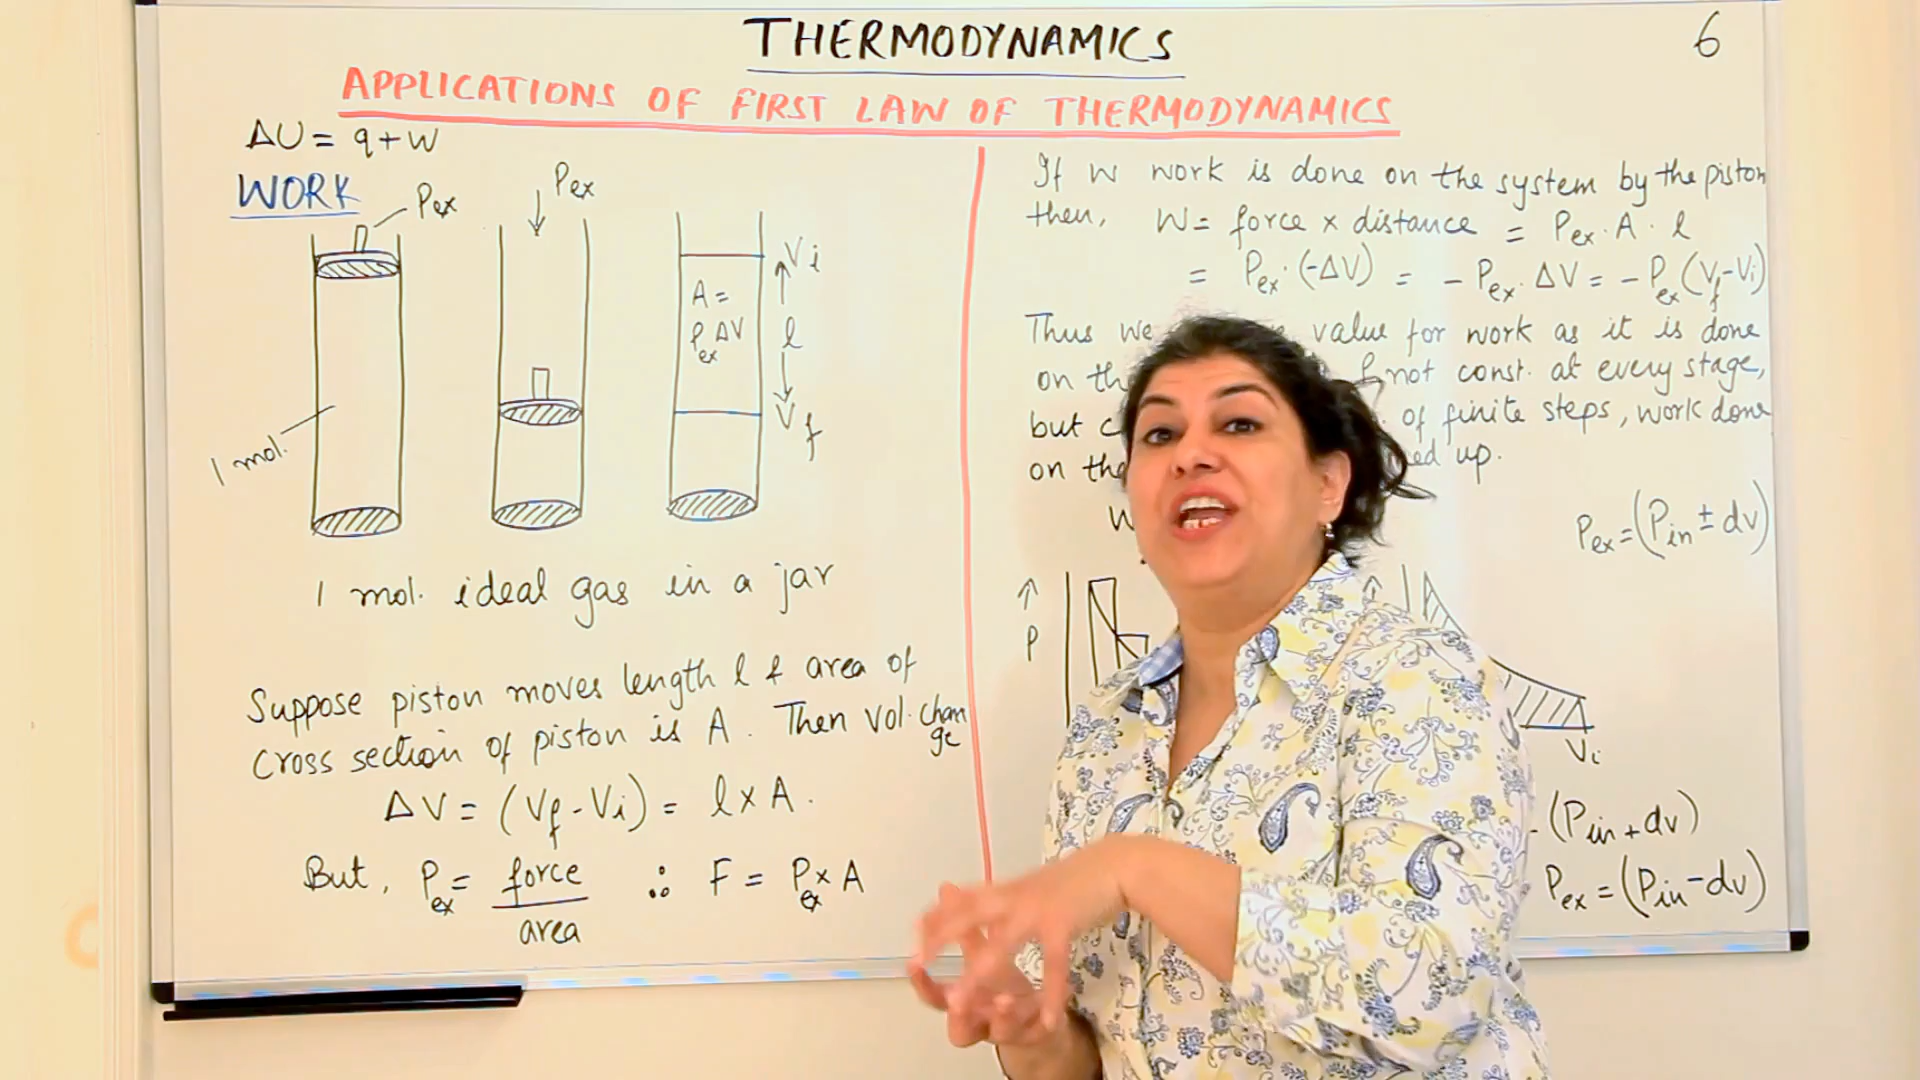 THERMODYNAMICS
6
APPLICATIONS OF FIRST LAW OF THERMODYNAMICS
ΔU = q+W
WORK
Pex
Pex
1 mol.
A =
Pex ΔV
Vi
l
Vf
1 mol. ideal gas in a jar
Suppose piston moves length l & area of
cross section of piston is A. Then vol. change
ΔV = (Vf - Vi) = l x A.
But, Pex = force/area ∴ F = Pex x A
If W work is done on the system by the piston
then, W = force x distance = Pex. A. l
= Pex. (-ΔV) = - Pex. ΔV = - Pex (Vf-Vi)
Thus we value for work as it is done
on not const. at every stage,
but of finite steps, work done
on up.
W
Pex = (Pin ± dv)
P
Vi
(Pin + dv)
Pex = (Pin - dv)